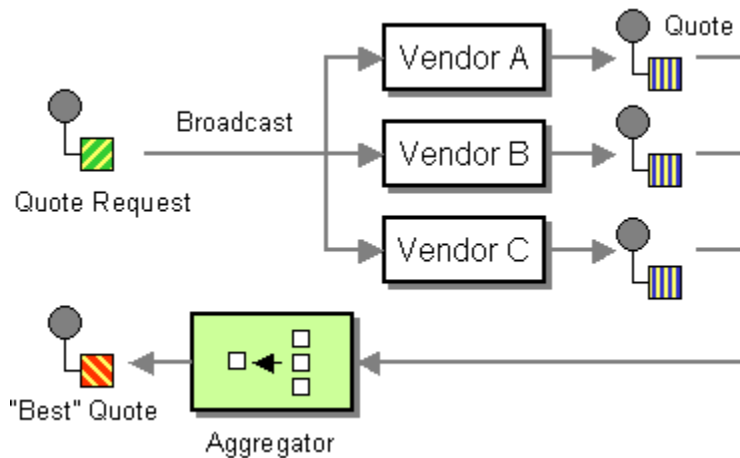 Vendor A
Quote
Broadcast
Vendor B
Quote Request
Vendor C
"Best" Quote
Aggregator